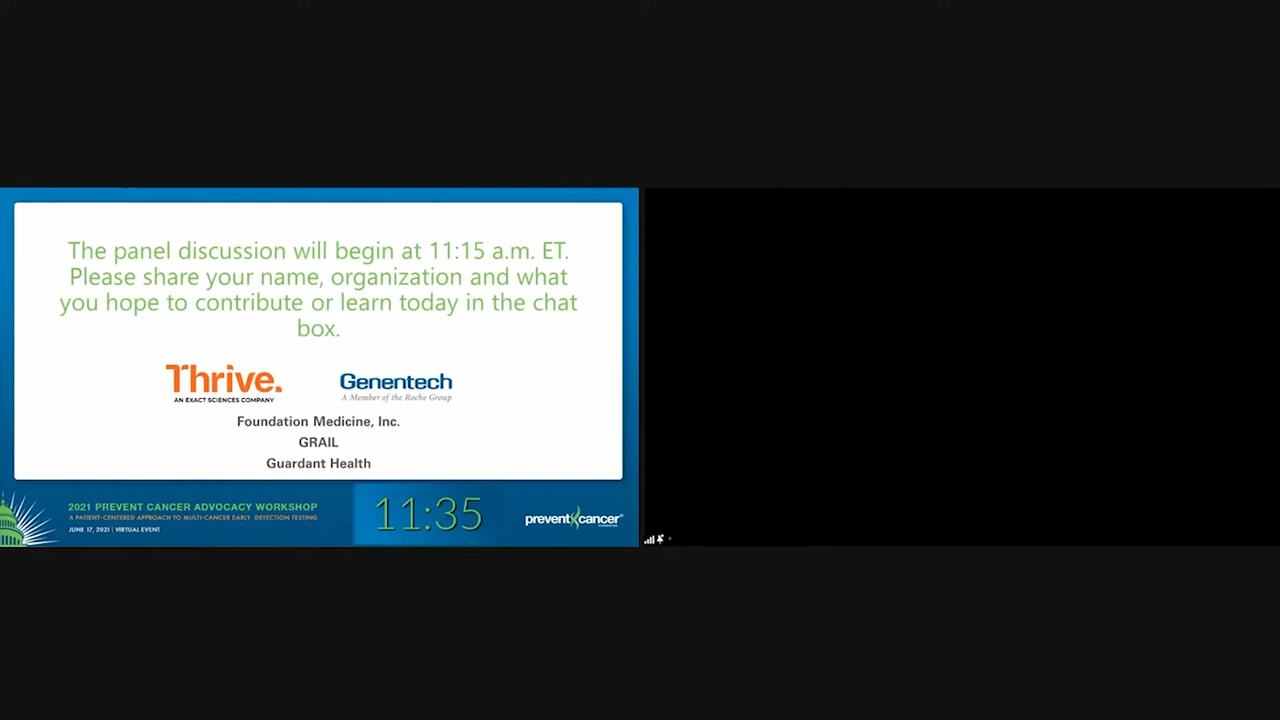 The panel discussion will begin at 11:15 a.m. ET.
Please share your name, organization and what
you hope to contribute or learn today in the chat
box.
Thrive.
AN EXACT SCIENCES COMPANY
Genentech
A Member of the Roche Group
Foundation Medicine, Inc.
GRAIL
Guardant Health
2021 PREVENT CANCER ADVOCACY WORKSHOP
A PATIENT-CENTERED APPROACH TO MULTI-CANCER EARLY DETECTION TESTING
JUNE 17, 2021 | VIRTUAL EVENT
11:35
prevent cancer®
FOUNDATION